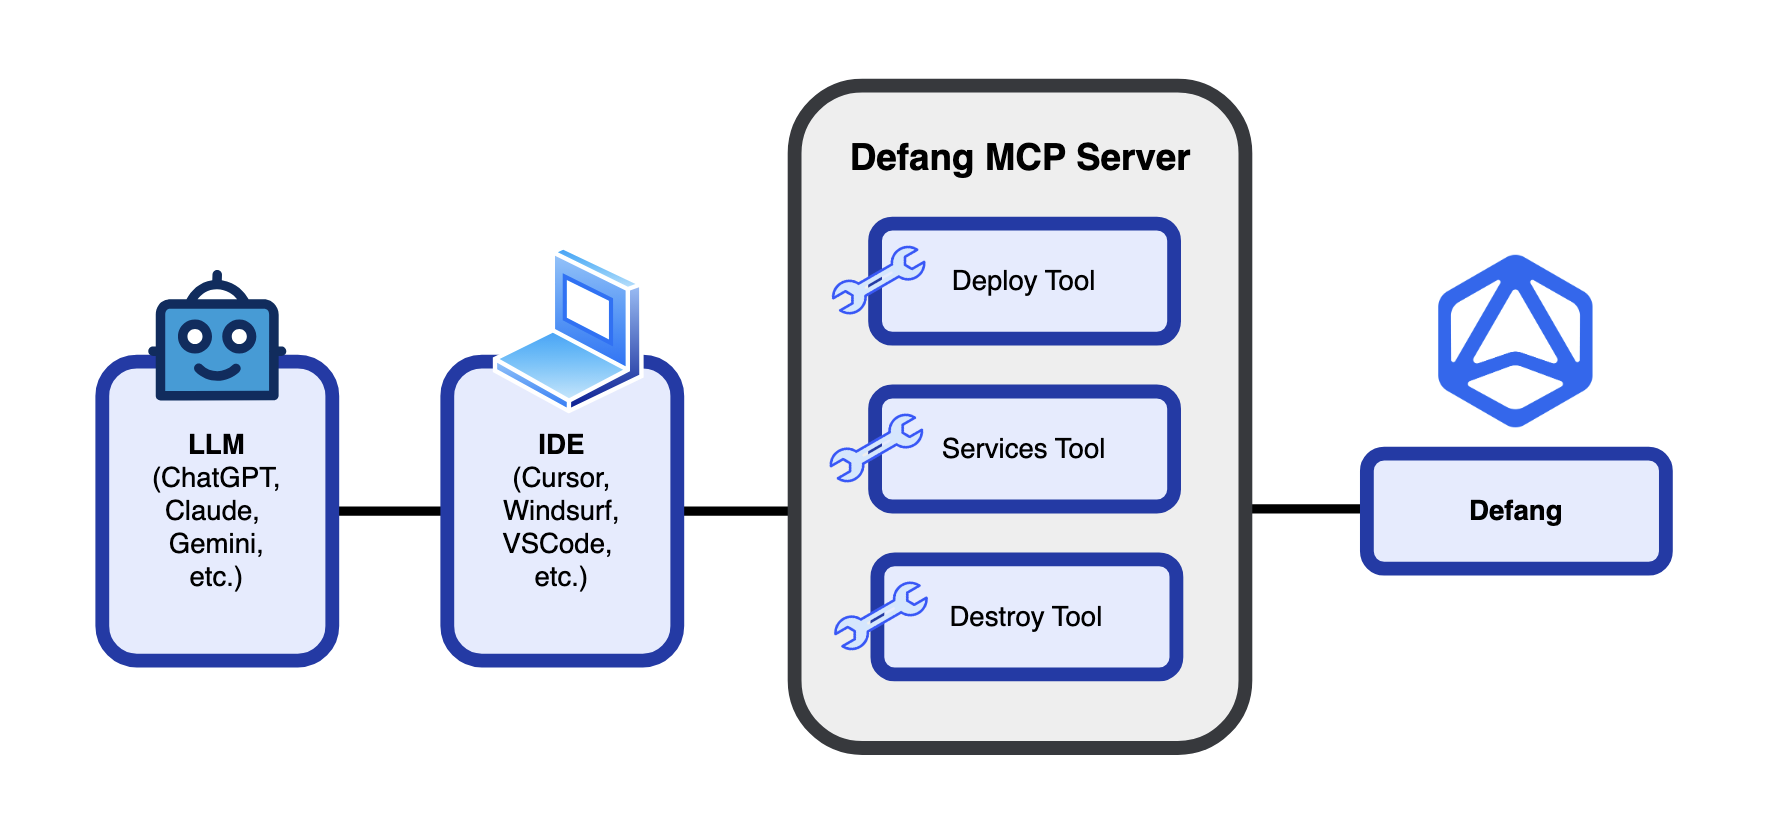 LLM
(ChatGPT,
Claude,
Gemini,
etc.)
IDE
(Cursor,
Windsurf,
VSCode,
etc.)
Defang MCP Server
Deploy Tool
Services Tool
Destroy Tool
Defang